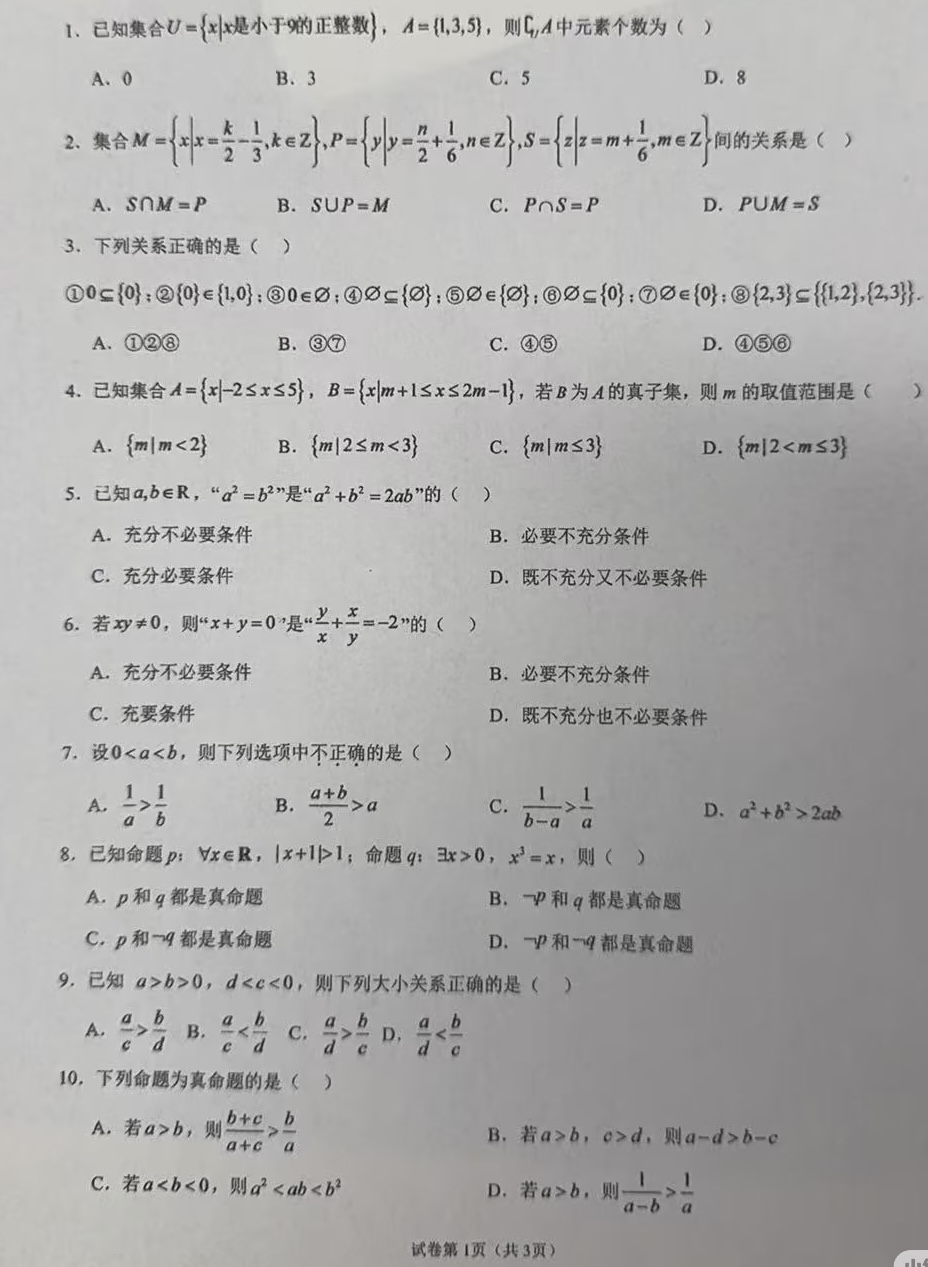 1、已知集合U={x|x是小于9的正整数}，A={1,3,5}，则∁UA中元素个数为（ ）
A、0 B、3 C、5 D、8
2、集合M={x|x=k/2-1/3,k∈Z},P={y|y=n/2+1/6,n∈Z},S={z|z=m+1/6,m∈Z}间的关系是（ ）
A、S∩M=P B．S∪P=M C．P∩S=P D．P∪M=S
3．下列关系正确的是（ ）
①0⊆{0}；②{0}∈{1,0}；③0∈∅；④∅⊆{∅}；⑤∅∈{∅}；⑥∅⊆{0}；⑦∅∈{0}；⑧{2,3}⊆{{1,2},{2,3}}.
A．①②⑧ B．③⑦ C．④⑤ D．④⑤⑥
4．已知集合A={x|-2≤x≤5}，B={x|m+1≤x≤2m-1}，若B为A的真子集，则m的取值范围是（ ）
A．{m|m<2} B．{m|2≤m<3} C．{m|m≤3} D．{m|2<m≤3}
5．已知a,b∈R，“a²=b²”是“a²+b²=2ab”的（ ）
A．充分不必要条件 B．必要不充分条件
C．充分必要条件 D．既不充分又不必要条件
6．若xy≠0，则“x+y=0”是“y/x+x/y=-2”的（ ）
A．充分不必要条件 B．必要不充分条件
C．充要条件 D．既不充分也不必要条件
7．设0<a<b，则下列选项中不正确的是（ ）
A．1/a>1/b B．(a+b)/2>a C．1/(b-a)>1/a D．a²+b²>2ab
8．已知命题p：∀x∈R，|x+1|>1；命题q：∃x>0，x³=x，则（ ）
A．p和q都是真命题 B．¬p和q都是真命题
C．p和¬q都是真命题 D．¬p和¬q都是真命题
9．已知 a>b>0，d<c<0，则下列大小关系正确的是（ ）
A．a/c>b/d B．a/c<b/d C．a/d>b/c D．a/d<b/c
10．下列命题为真命题的是（ ）
A．若a>b，则(b+c)/(a+c)>b/a B．若a>b，c>d，则a-d>b-c
C．若a<b<0，则a²<ab<b² D．若a>b，则1/(a-b)>1/a
试卷第1页（共3页）